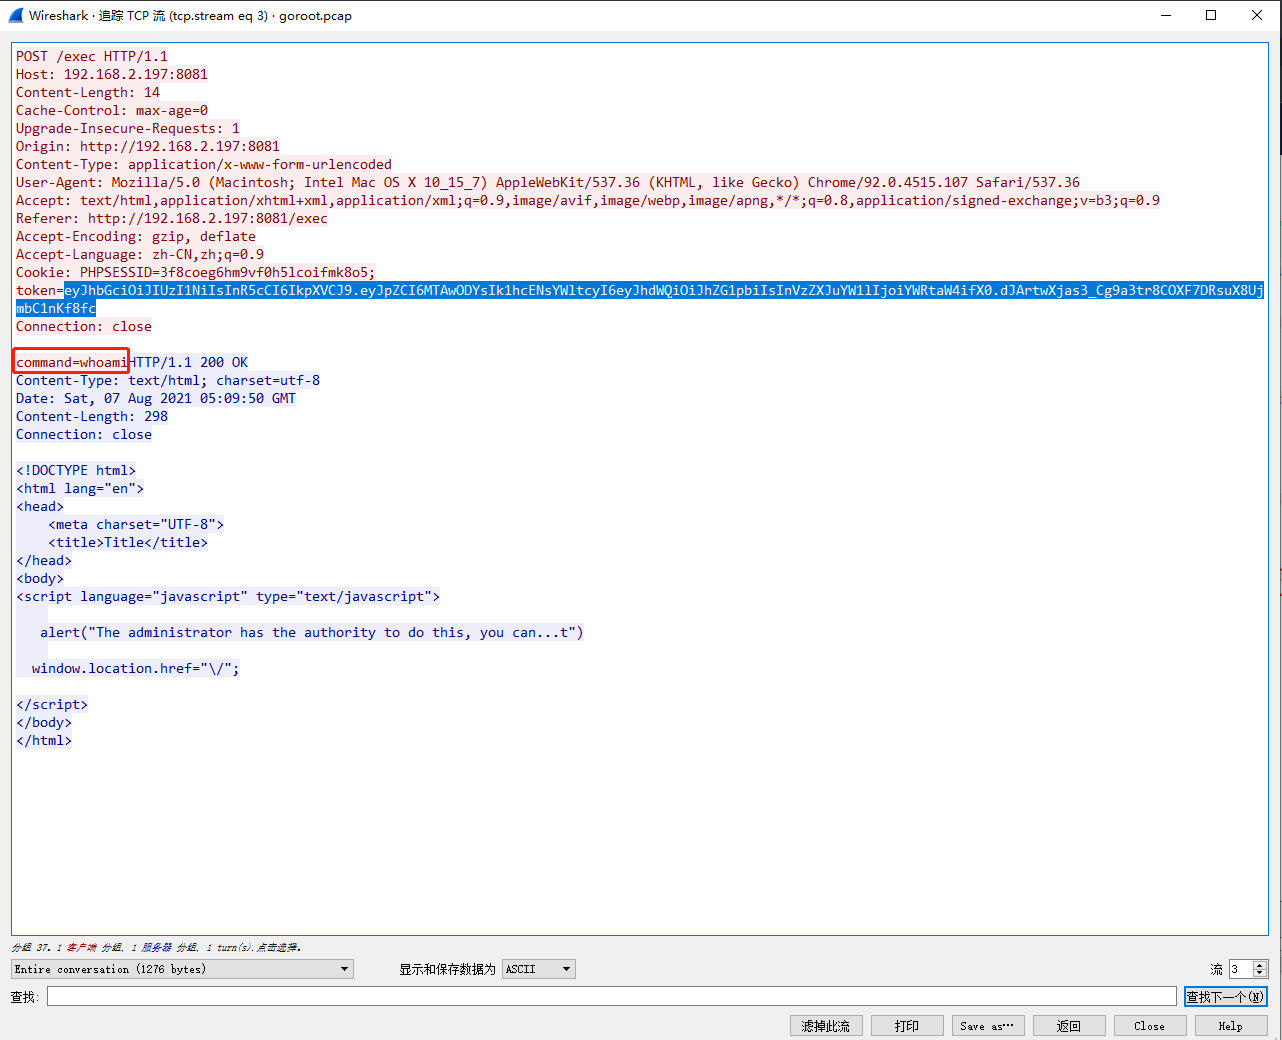 Wireshark · 追踪 TCP 流 (tcp.stream eq 3) · goroot.pcap
POST /exec HTTP/1.1
Host: 192.168.2.197:8081
Content-Length: 14
Cache-Control: max-age=0
Upgrade-Insecure-Requests: 1
Origin: http://192.168.2.197:8081
Content-Type: application/x-www-form-urlencoded
User-Agent: Mozilla/5.0 (Macintosh; Intel Mac OS X 10_15_7) AppleWebKit/537.36 (KHTML, like Gecko) Chrome/92.0.4515.107 Safari/537.36
Accept: text/html,application/xhtml+xml,application/xml;q=0.9,image/avif,image/webp,image/apng,*/*;q=0.8,application/signed-exchange;v=b3;q=0.9
Referer: http://192.168.2.197:8081/exec
Accept-Encoding: gzip, deflate
Accept-Language: zh-CN,zh;q=0.9
Cookie: PHPSESSID=3f8coeg6hm9vf0h5lcoifmk8o5;
token=eyJhbGciOiJIUzI1NiIsInR5cCI6IkpXVCJ9.eyJpZCI6MTAwODYsIk1hcENsYWltcyI6eyJhdWQiOiJhZG1pbiIsInVzZXJuYW1lIjoiYWRtaW4ifX0.dJArtwXjas3_Cg9a3tr8COXF7DRsuX8Uj
mbC1nKf8fc
Connection: close
command=whoamiHTTP/1.1 200 OK
Content-Type: text/html; charset=utf-8
Date: Sat, 07 Aug 2021 05:09:50 GMT
Content-Length: 298
Connection: close
<!DOCTYPE html>
<html lang="en">
<head>
<meta charset="UTF-8">
<title>Title</title>
</head>
<body>
<script language="javascript" type="text/javascript">
alert("The administrator has the authority to do this, you can...t")
window.location.href="\/";
</script>
</body>
</html>
分组 37。1 客户端 分组, 1 服务器 分组, 1 turn(s).点击选择。
Entire conversation (1276 bytes) 显示和保存数据为 ASCII 流 3
查找: 查找下一个(N)
滤掉此流 打印 Save as… 返回 Close Help